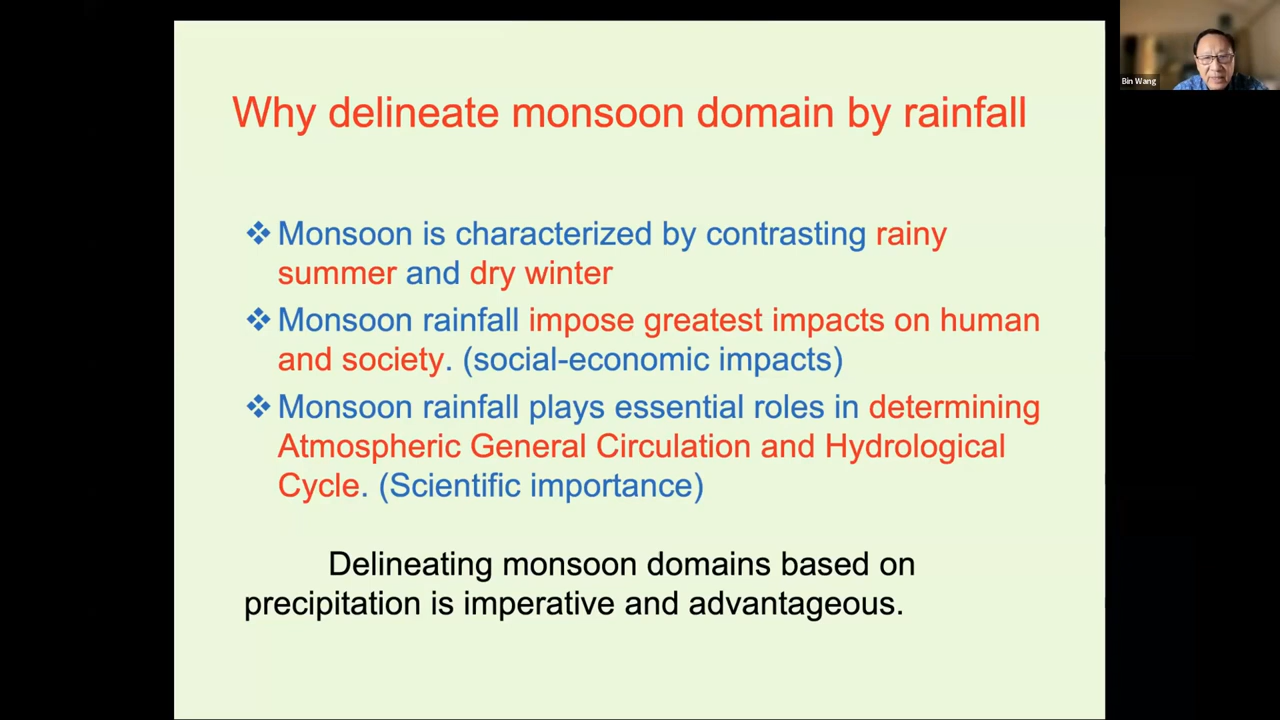 Why delineate monsoon domain by rainfall
❖ Monsoon is characterized by contrasting rainy
summer and dry winter
❖ Monsoon rainfall impose greatest impacts on human
and society. (social-economic impacts)
❖ Monsoon rainfall plays essential roles in determining
Atmospheric General Circulation and Hydrological
Cycle. (Scientific importance)
Delineating monsoon domains based on
precipitation is imperative and advantageous.
Bin Wang